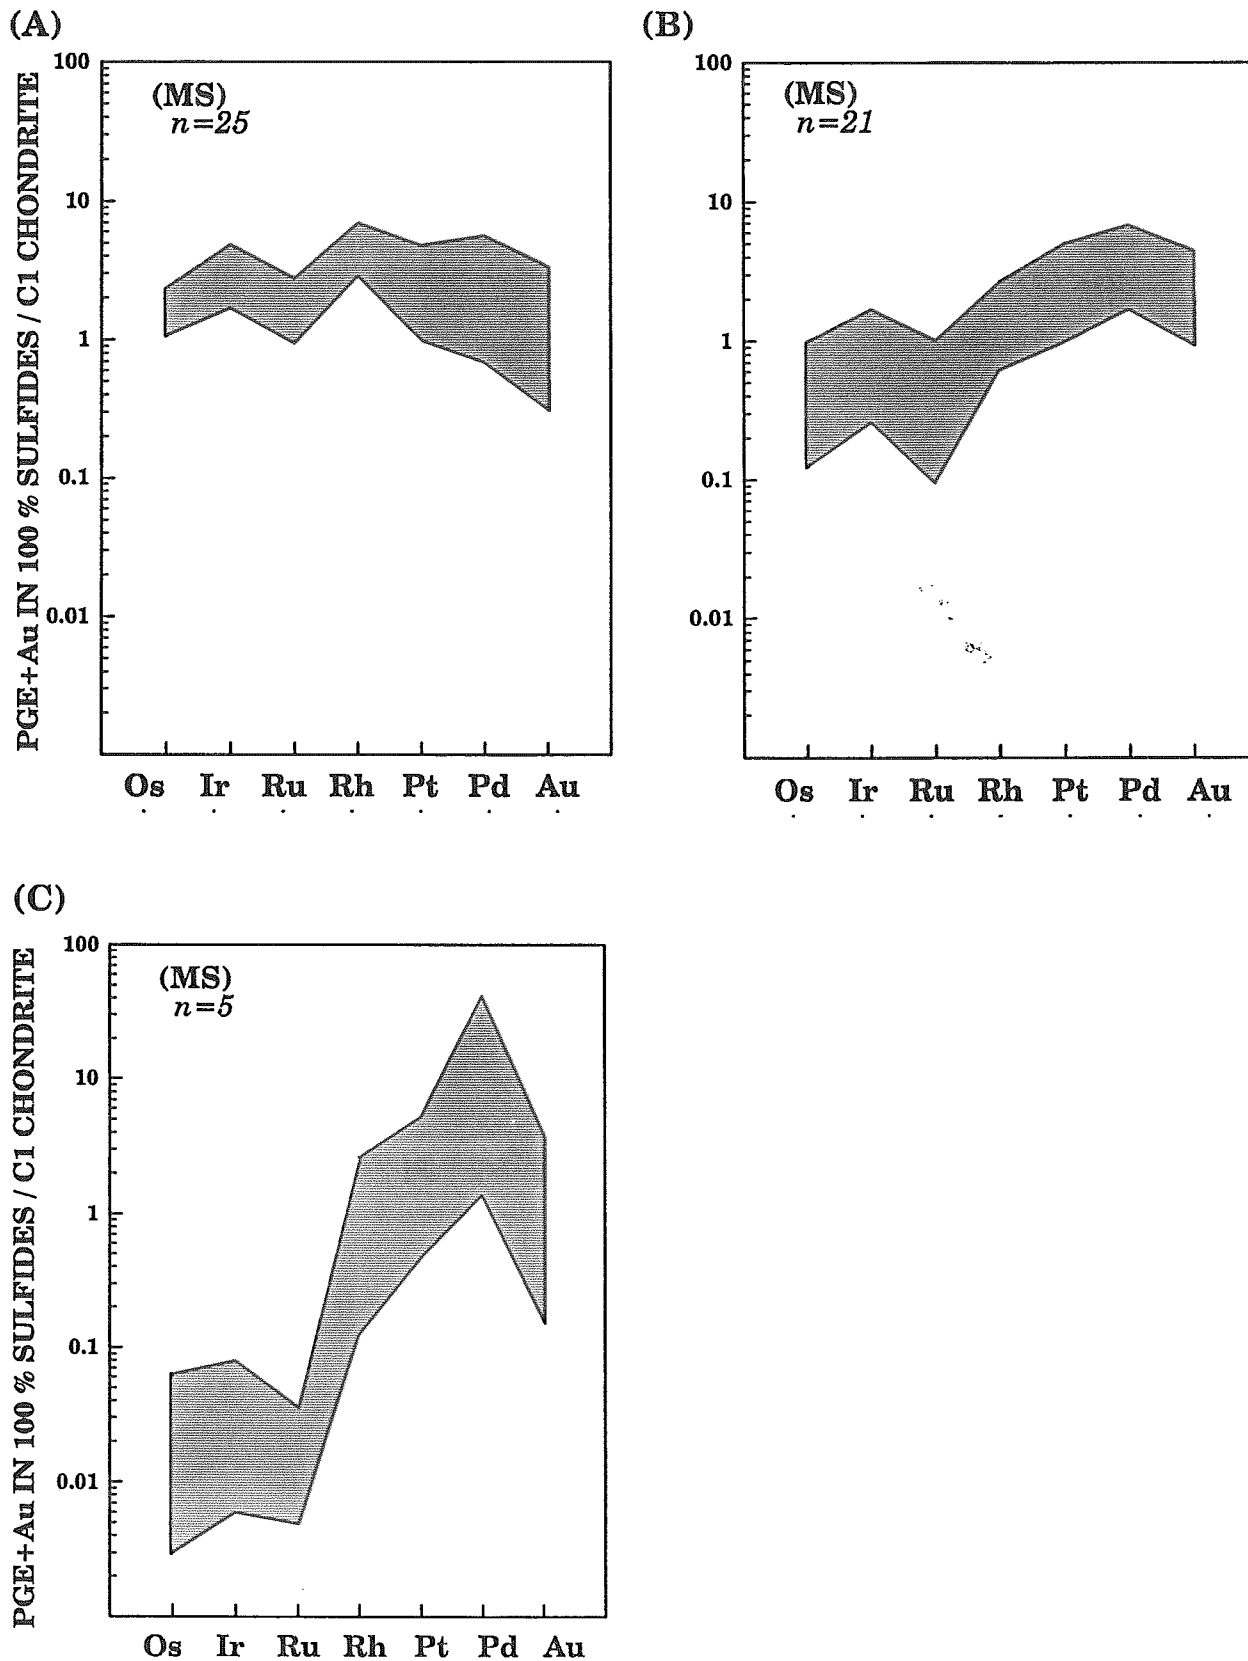 (A)
PGE+Au IN 100 % SULFIDES / C1 CHONDRITE
100
10
1
0.1
0.01
(MS)
n=25
Os Ir Ru Rh Pt Pd Au
(B)
100
10
1
0.1
0.01
(MS)
n=21
Os Ir Ru Rh Pt Pd Au
(C)
PGE+Au IN 100 % SULFIDES / C1 CHONDRITE
100
10
1
0.1
0.01
(MS)
n=5
Os Ir Ru Rh Pt Pd Au